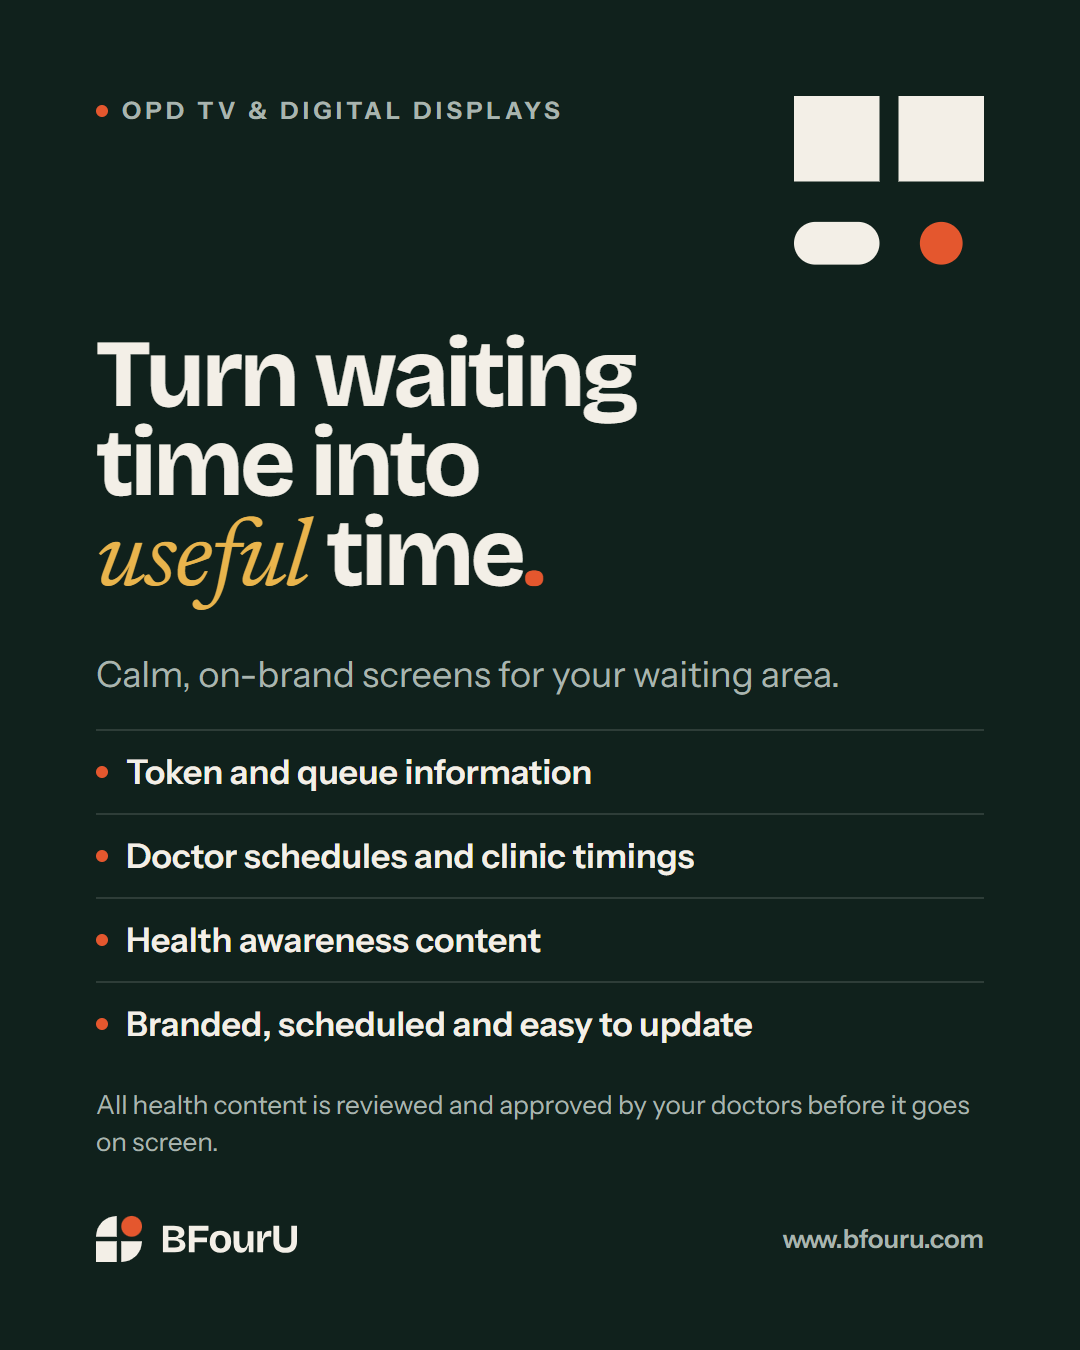 OPD TV & DIGITAL DISPLAYS
Turn waiting
time into
useful time.
Calm, on-brand screens for your waiting area.
Token and queue information
Doctor schedules and clinic timings
Health awareness content
Branded, scheduled and easy to update
All health content is reviewed and approved by your doctors before it goes
on screen.
BFourU
www.bfouru.com